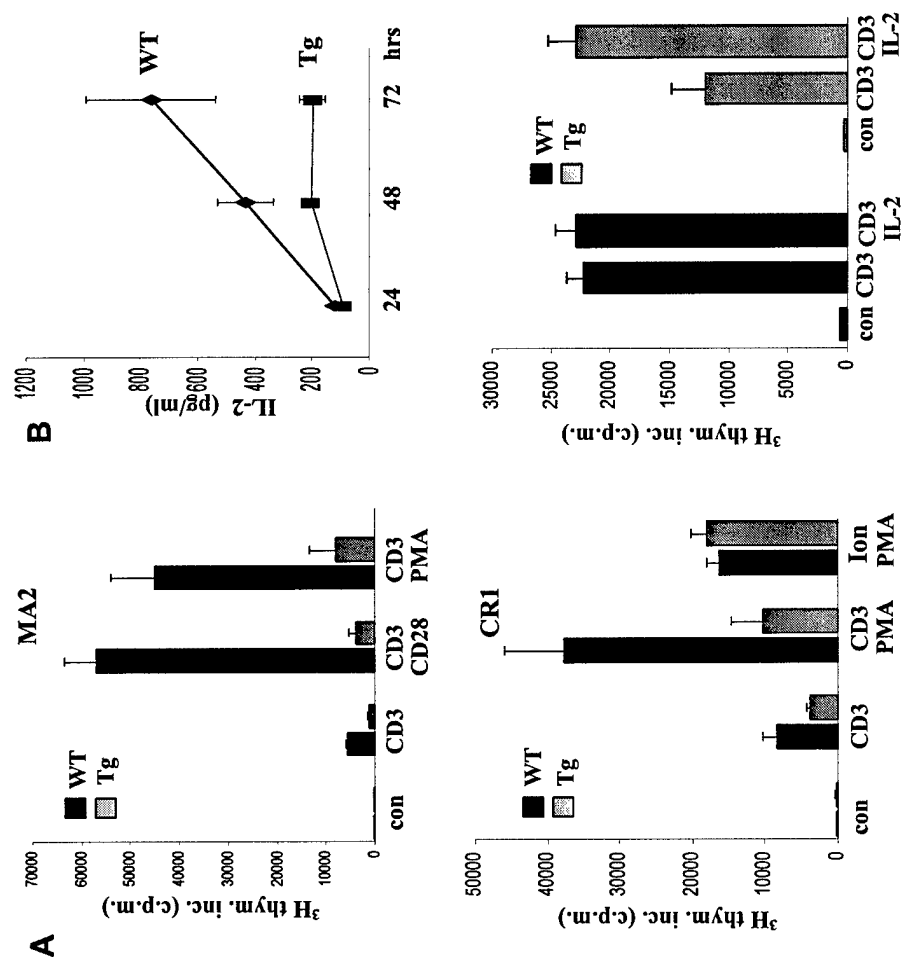 A
MA2
70000
60000
50000
40000
30000
20000
10000
0
³H thym. inc. (c.p.m.)
WT
Tg
con
CD3
CD3
CD28
CD3
PMA
CR1
50000
40000
30000
20000
10000
0
³H thym. inc. (c.p.m.)
WT
Tg
con
CD3
CD3
PMA
Ion
PMA
B
1200
1000
800
600
400
200
0
IL-2 (pg/ml)
WT
Tg
24
48
72
hrs
30000
25000
20000
15000
10000
5000
0
³H thym. inc. (c.p.m.)
WT
Tg
con CD3 CD3
IL-2
con CD3 CD3
IL-2